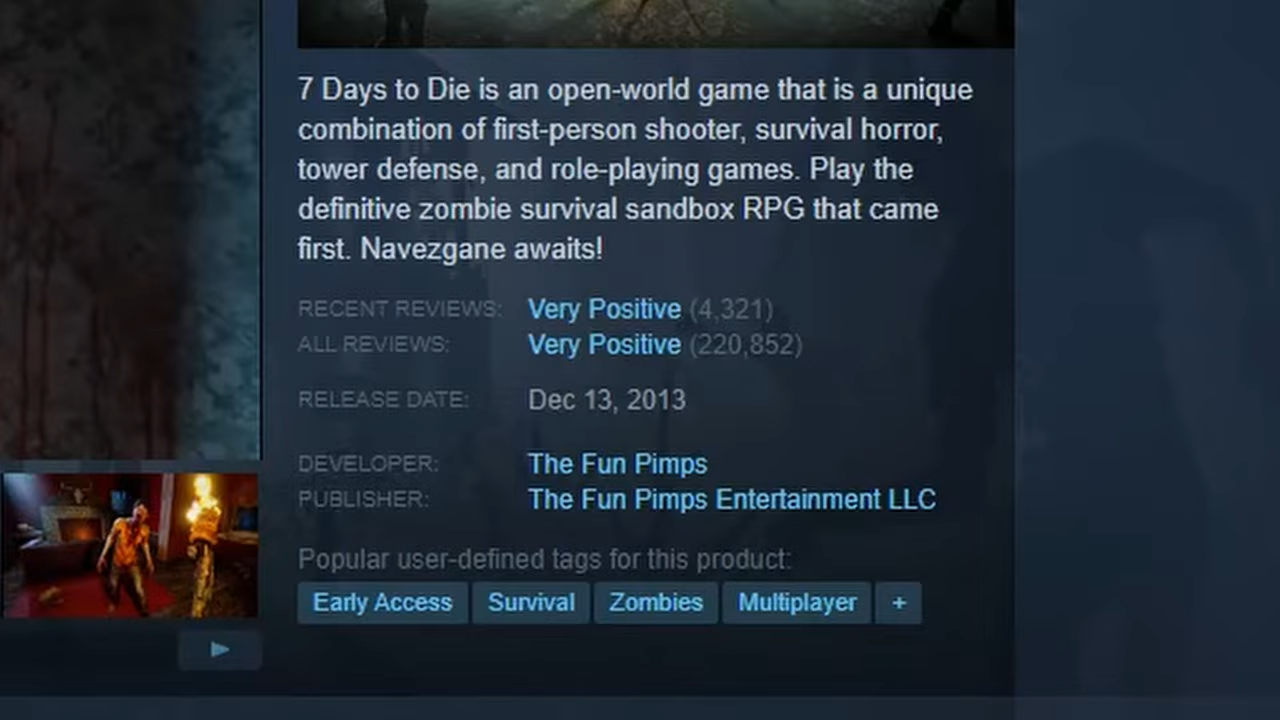 7 Days to Die is an open-world game that is a unique
combination of first-person shooter, survival horror,
tower defense, and role-playing games. Play the
definitive zombie survival sandbox RPG that came
first. Navezgane awaits!
RECENT REVIEWS: Very Positive (4,321)
ALL REVIEWS: Very Positive (220,852)
RELEASE DATE: Dec 13, 2013
DEVELOPER: The Fun Pimps
PUBLISHER: The Fun Pimps Entertainment LLC
Popular user-defined tags for this product:
Early Access Survival Zombies Multiplayer +